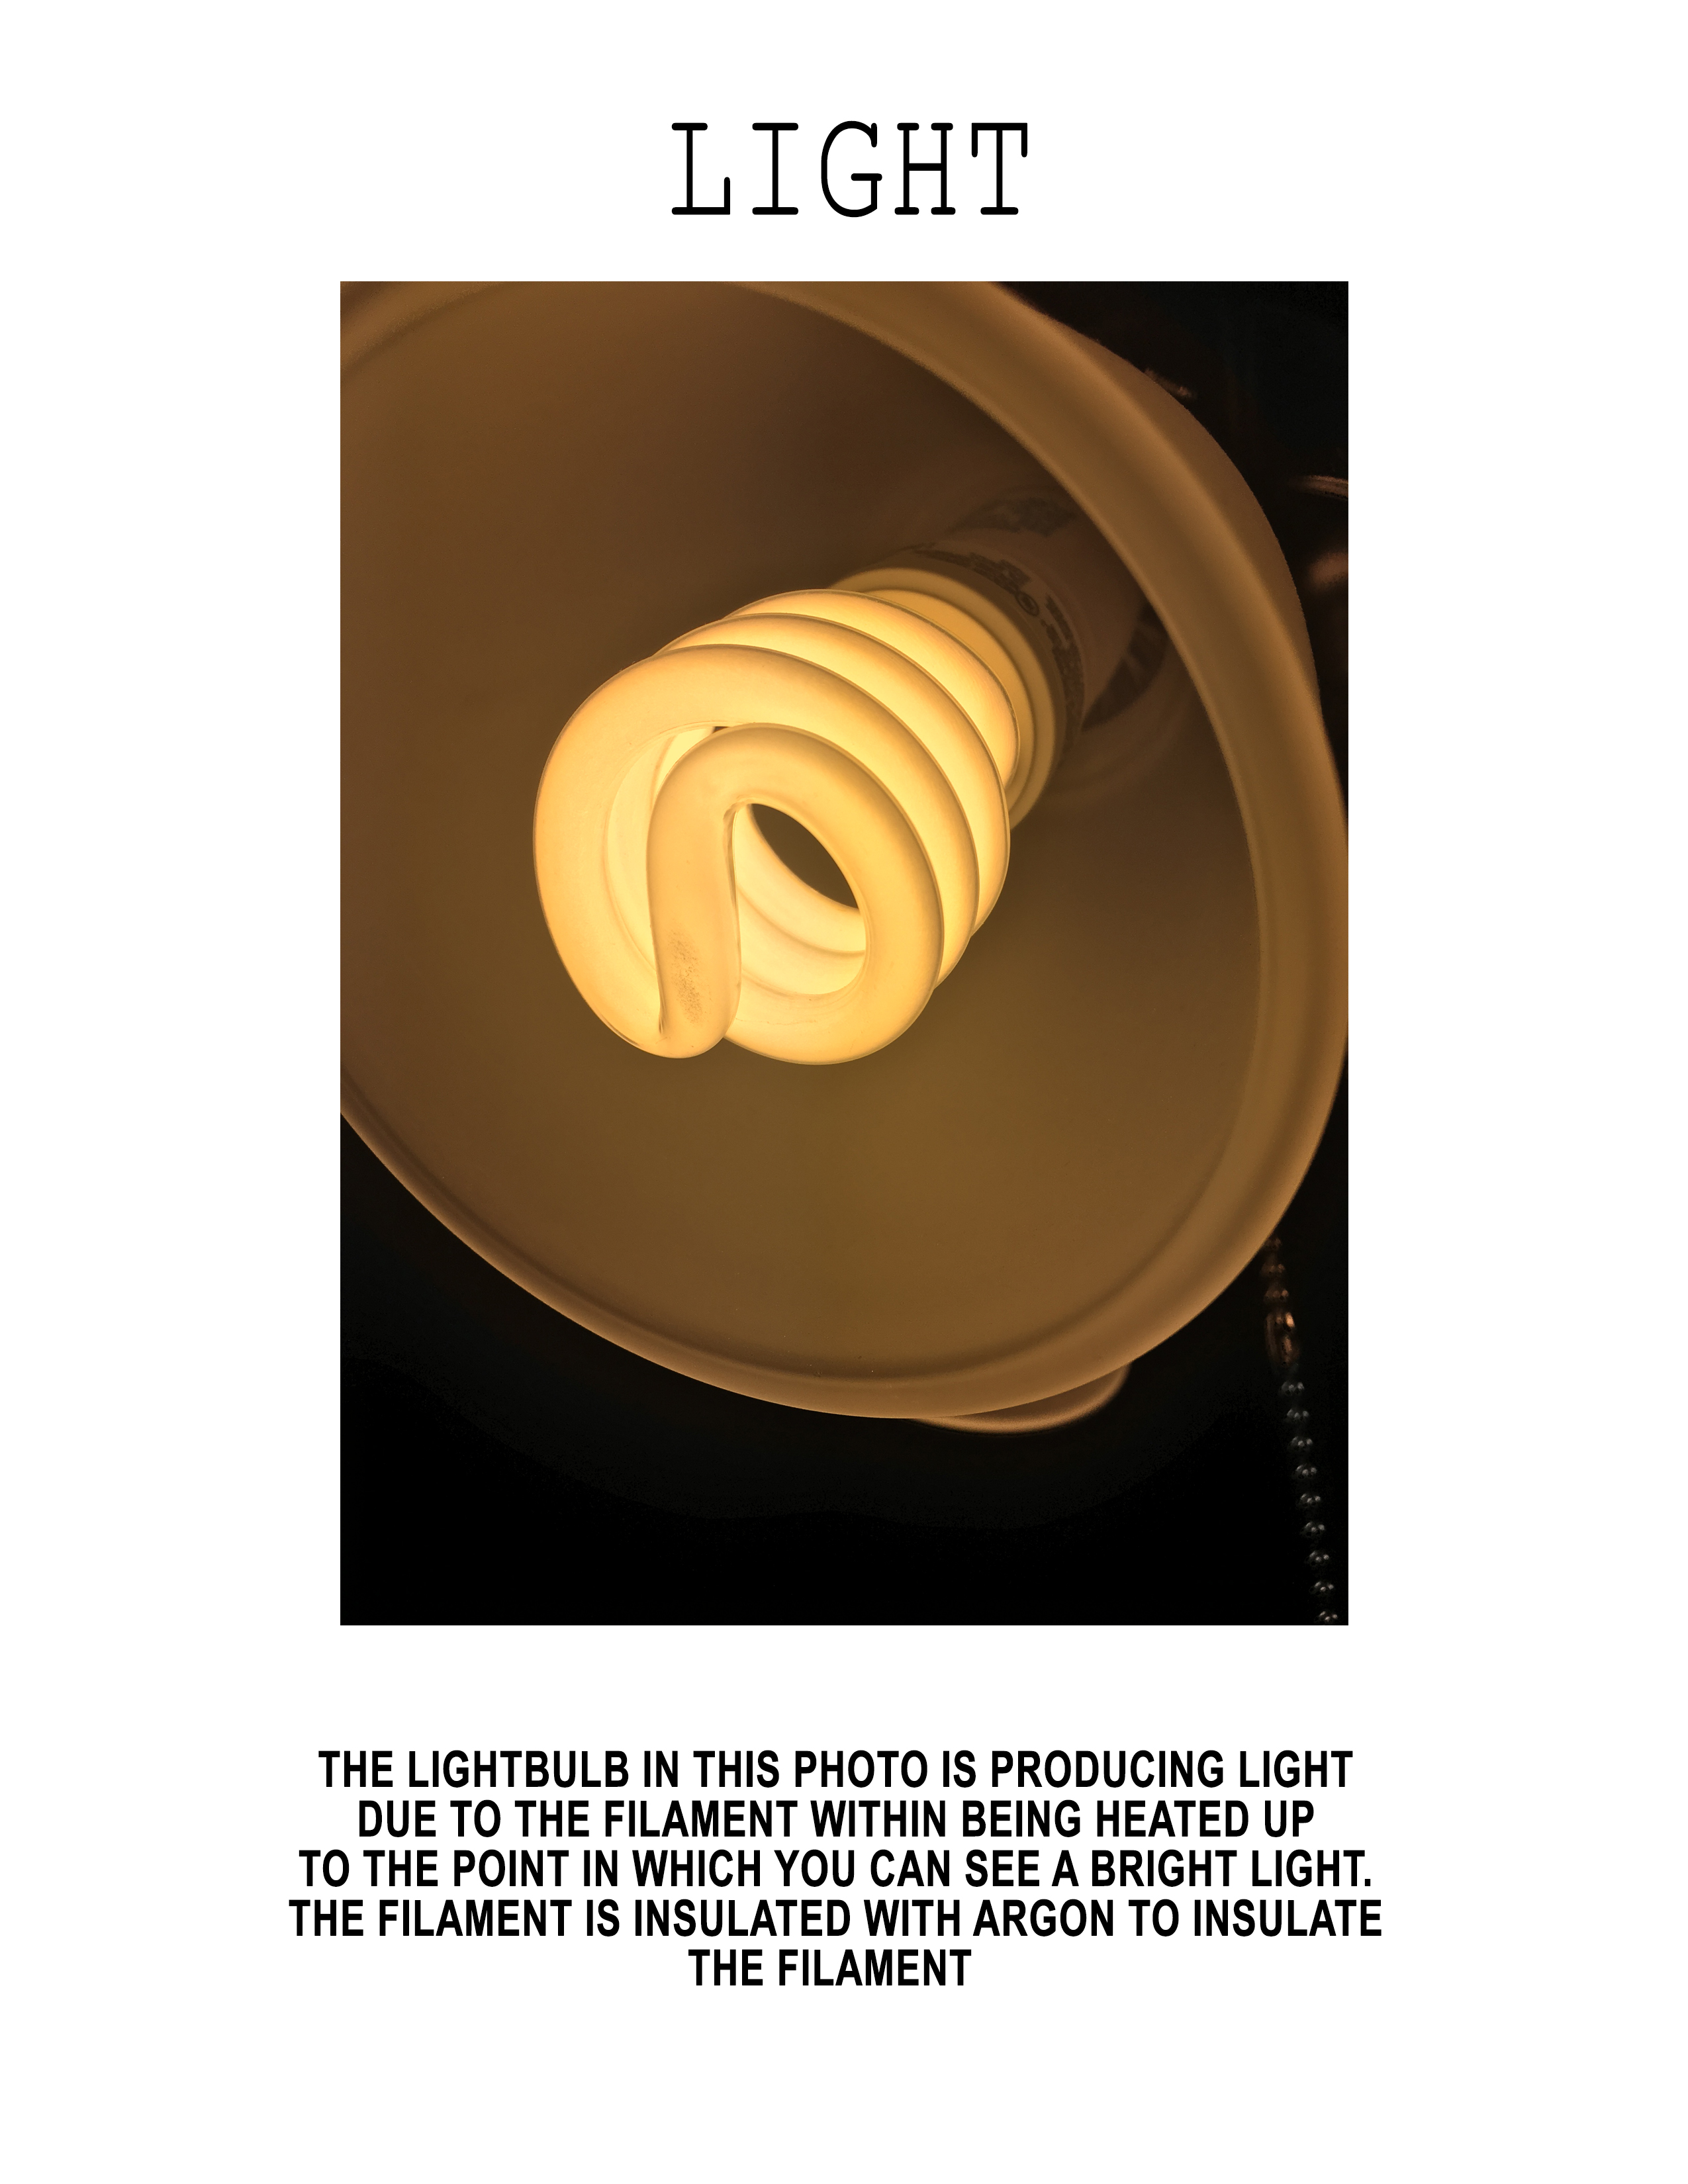 LIGHT
THE LIGHTBULB IN THIS PHOTO IS PRODUCING LIGHT
DUE TO THE FILAMENT WITHIN BEING HEATED UP
TO THE POINT IN WHICH YOU CAN SEE A BRIGHT LIGHT.
THE FILAMENT IS INSULATED WITH ARGON TO INSULATE
THE FILAMENT